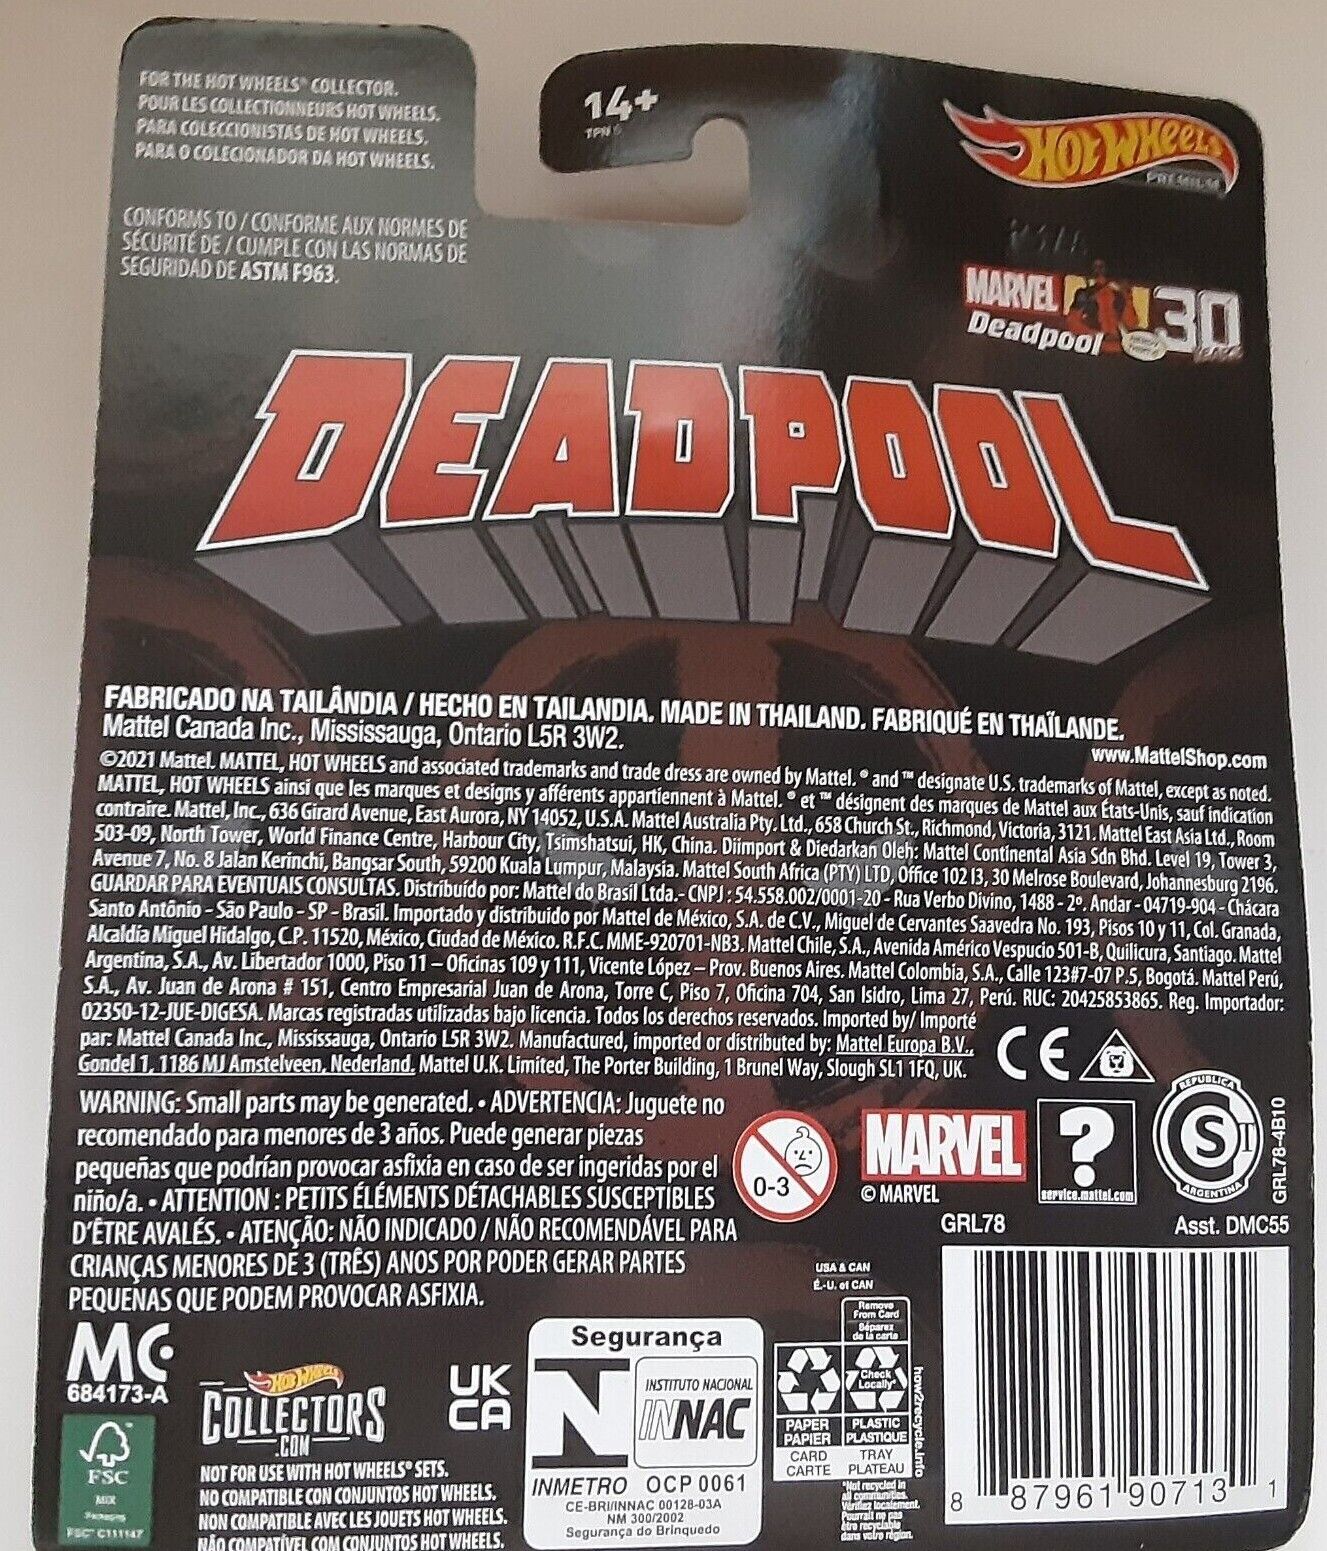 FOR THE HOT WHEELS® COLLECTOR.
POUR LES COLLECTIONNEURS HOT WHEELS.
PARA COLECCIONISTAS DE HOT WHEELS.
PARA O COLECIONADOR DA HOT WHEELS.
CONFORMS TO / CONFORME AUX NORMES DE
SÉCURITÉ DE / CUMPLE CON LAS NORMAS DE
SEGURIDAD DE ASTM F963.
14+
HOT WHEELS
PREMIUM
MARVEL
Deadpool
30
DEADPOOL
FABRICADO NA TAILÂNDIA / HECHO EN TAILANDIA. MADE IN THAILAND. FABRIQUÉ EN THAÏLANDE.
Mattel Canada Inc., Mississauga, Ontario L5R 3W2.
www.MattelShop.com
©2021 Mattel. MATTEL, HOT WHEELS and associated trademarks and trade dress are owned by Mattel. ® and ™ designate U.S. trademarks of Mattel, except as noted.
MATTEL, HOT WHEELS ainsi que les marques et designs y afférents appartiennent à Mattel. ® et ™ désignent des marques de Mattel aux États-Unis, sauf indication
contraire. Mattel, Inc., 636 Girard Avenue, East Aurora, NY 14052, U.S.A. Mattel Australia Pty. Ltd., 658 Church St., Richmond, Victoria, 3121. Mattel East Asia Ltd., Room
503-09, North Tower, World Finance Centre, Harbour City, Tsimshatsui, HK, China. Diimport & Diedarkan Oleh: Mattel Continental Asia Sdn Bhd. Level 19, Tower 3,
Avenue 7, No. 8 Jalan Kerinchi, Bangsar South, 59200 Kuala Lumpur, Malaysia. Mattel South Africa (PTY) LTD, Office 102 I3, 30 Melrose Boulevard, Johannesburg 2196.
GUARDAR PARA EVENTUAIS CONSULTAS. Distribuído por: Mattel do Brasil Ltda.- CNPJ : 54.558.002/0001-20 - Rua Verbo Divino, 1488 - 2º. Andar - 04719-904 - Chácara
Santo Antônio - São Paulo - SP - Brasil. Importado y distribuido por Mattel de México, S.A. de C.V., Miguel de Cervantes Saavedra No. 193, Pisos 10 y 11, Col. Granada,
Alcaldía Miguel Hidalgo, C.P. 11520, México, Ciudad de México. R.F.C. MME-920701-NB3. Mattel Chile, S.A., Avenida Américo Vespucio 501-B, Quilicura, Santiago. Mattel
Argentina, S.A., Av. Libertador 1000, Piso 11 – Oficinas 109 y 111, Vicente López – Prov. Buenos Aires. Mattel Colombia, S.A., Calle 123#7-07 P.5, Bogotá. Mattel Perú,
S.A., Av. Juan de Arona # 151, Centro Empresarial Juan de Arona, Torre C, Piso 7, Oficina 704, San Isidro, Lima 27, Perú. RUC: 20425853865. Reg. Importador:
02350-12-JUE-DIGESA. Marcas registradas utilizadas bajo licencia. Todos los derechos reservados. Imported by/ Importé
par: Mattel Canada Inc., Mississauga, Ontario L5R 3W2. Manufactured, imported or distributed by: Mattel Europa B.V.,
Gondel 1, 1186 MJ Amstelveen, Nederland. Mattel U.K. Limited, The Porter Building, 1 Brunel Way, Slough SL1 1FQ, UK.
CE
WARNING: Small parts may be generated. • ADVERTENCIA: Juguete no
recomendado para menores de 3 años. Puede generar piezas
pequeñas que podrían provocar asfixia en caso de ser ingeridas por el
niño/a. • ATTENTION : PETITS ÉLÉMENTS DÉTACHABLES SUSCEPTIBLES
D'ÊTRE AVALÉS. • ATENÇÃO: NÃO INDICADO / NÃO RECOMENDÁVEL PARA
CRIANÇAS MENORES DE 3 (TRÊS) ANOS POR PODER GERAR PARTES
PEQUENAS QUE PODEM PROVOCAR ASFIXIA.
0-3
MARVEL
© MARVEL
?
service.mattel.com
REPUBLICA
S
ARGENTINA
GRL78-4B10
GRL78
Asst. DMC55
MC
684173-A
FSC
MIX
Packaging
FSC® C111147
HOT WHEELS
COLLECTORS
.COM
UK
CA
NOT FOR USE WITH HOT WHEELS® SETS.
NO COMPATIBLE CON CONJUNTOS HOT WHEELS.
NON COMPATIBLE AVEC LES JOUETS HOT WHEELS.
NÃO COMPATÍVEL COM CONJUNTOS HOT WHEELS.
Segurança
N
INSTITUTO NACIONAL
INNAC
INMETRO OCP 0061
CE-BRI/INNAC 00128-03A
NM 300/2002
Segurança do Brinquedo
USA & CAN
É.-U. et CAN
Remove
From Card
Séparez
de la carte
Check
Locally*
PAPER
PAPIER
CARD
CARTE
PLASTIC
PLASTIQUE
TRAY
PLATEAU
*Not recycled in
all communities.
Vérifiez localement.
Pourrait ne pas
être recyclable
dans votre région.
how2recycle.info
8 87961 90713 1